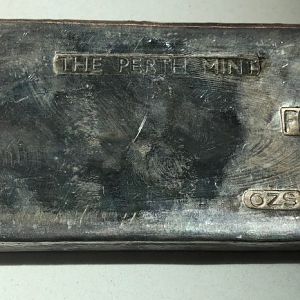 THE PERTH MINT
F
OZS